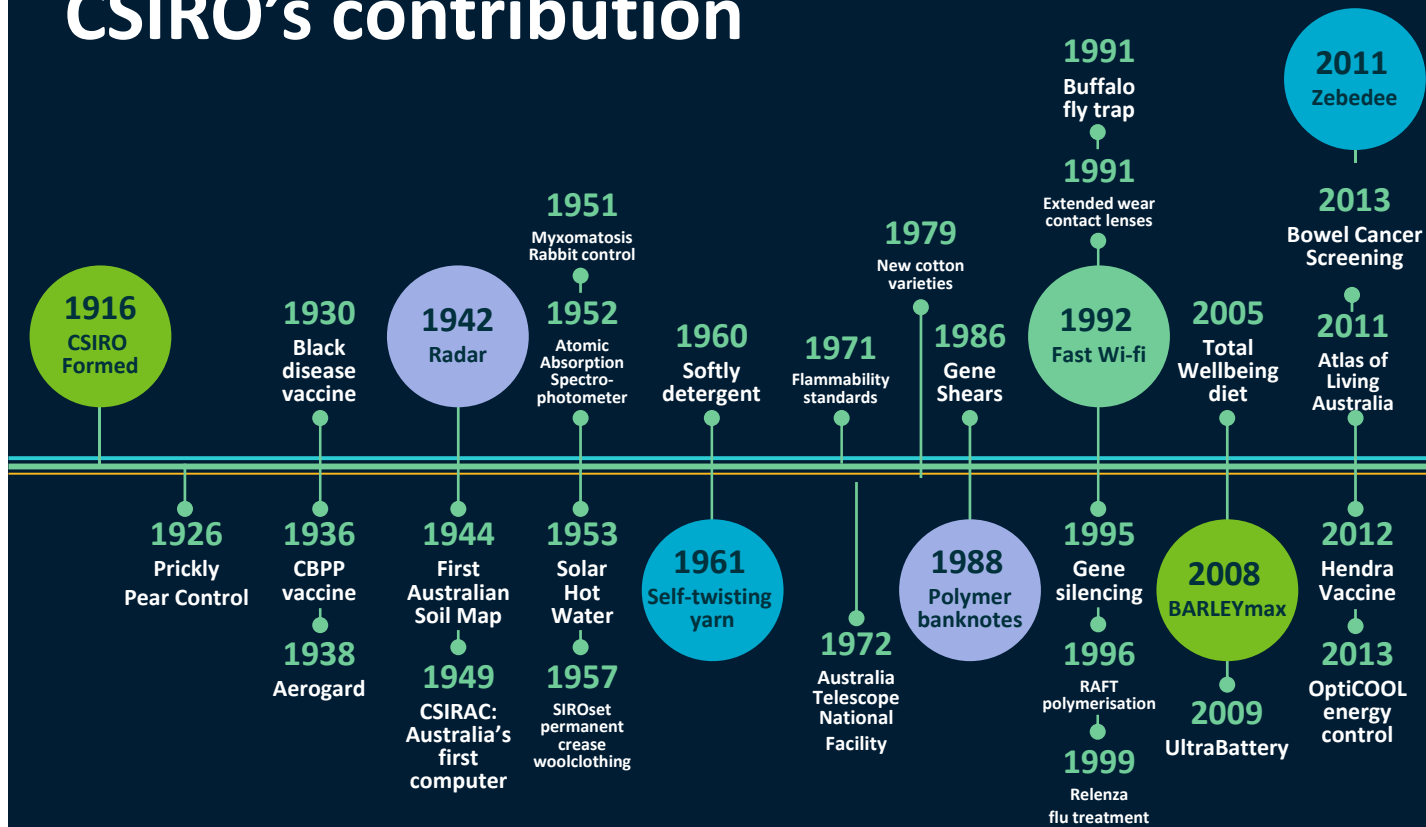 CSIRO's contribution
1916
CSIRO
Formed
1926
Prickly
Pear Control
1930
Black
disease
vaccine
1936
CBPP
vaccine
1938
Aerogard
1942
Radar
1944
First
Australian
Soil Map
1949
CSIRAC:
Australia's
first
computer
1951
Myxomatosis
Rabbit control
1952
Atomic
Absorption
Spectro-
photometer
1953
Solar
Hot
Water
1957
SIROset
permanent
crease
woolclothing
1960
Softly
detergent
1961
Self-twisting
yarn
1971
Flammability
standards
1972
Australia
Telescope
National
Facility
1979
New cotton
varieties
1986
Gene
Shears
1988
Polymer
banknotes
1991
Buffalo
fly trap
1991
Extended wear
contact lenses
1992
Fast Wi-fi
1995
Gene
silencing
1996
RAFT
polymerisation
1999
Relenza
flu treatment
2005
Total
Wellbeing
diet
2008
BARLEYmax
2009
UltraBattery
2011
Zebedee
2013
Bowel Cancer
Screening
2011
Atlas of
Living
Australia
2012
Hendra
Vaccine
2013
OptiCOOL
energy
control